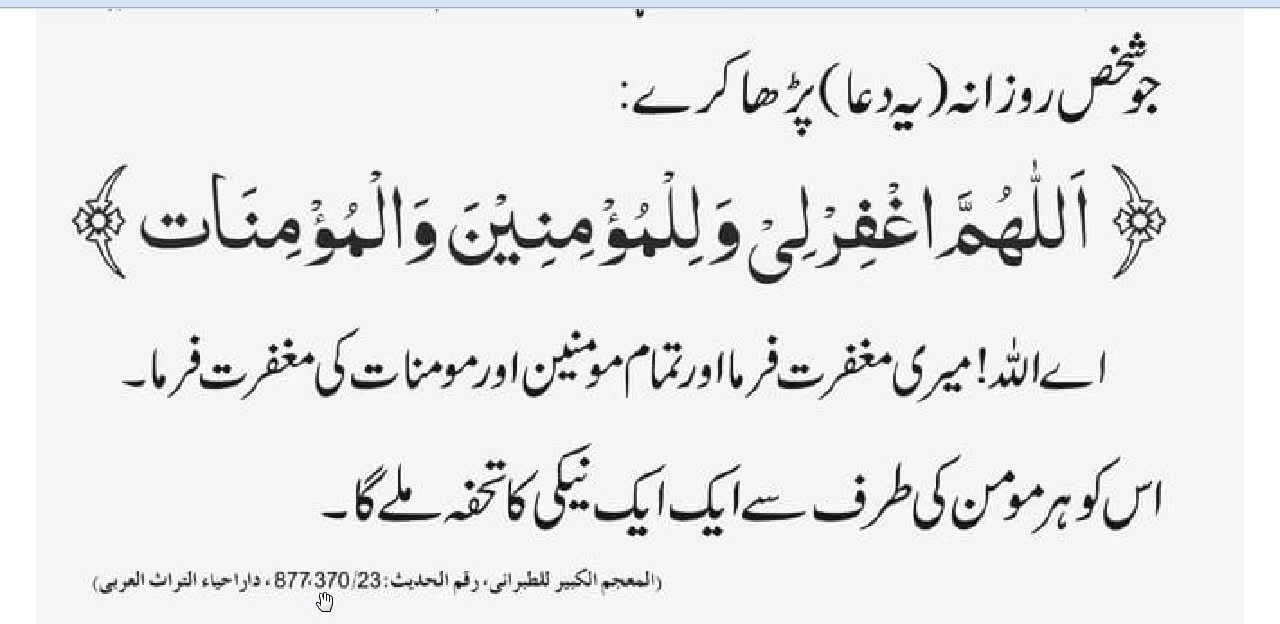 جو شخص روزانہ (یہ دعا) پڑھا کرے:
اَللّٰهُمَّ اغْفِرْلِيْ وَلِلْمُؤْمِنِيْنَ وَالْمُؤْمِنَات
اے اللہ! میری مغفرت فرما اور تمام مومنین اور مومنات کی مغفرت فرما۔
اس کو ہر مومن کی طرف سے ایک ایک نیکی کا تحفہ ملے گا۔
(المعجم الکبیر للطبرانی، رقم الحدیث: 877،370/23، دار احیاء التراث العربی)